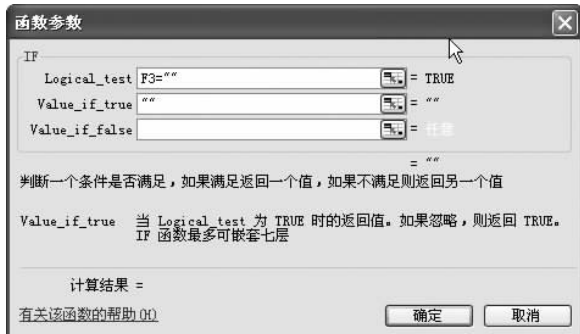 函数参数
IF
Logical_test F3="" = TRUE
Value_if_true "" = ""
Value_if_false = 任意
= ""
判断一个条件是否满足，如果满足返回一个值，如果不满足则返回另一个值
Value_if_true 当 Logical_test 为 TRUE 时的返回值。如果忽略，则返回 TRUE。
IF 函数最多可嵌套七层
计算结果 =
有关该函数的帮助(H) 确定 取消